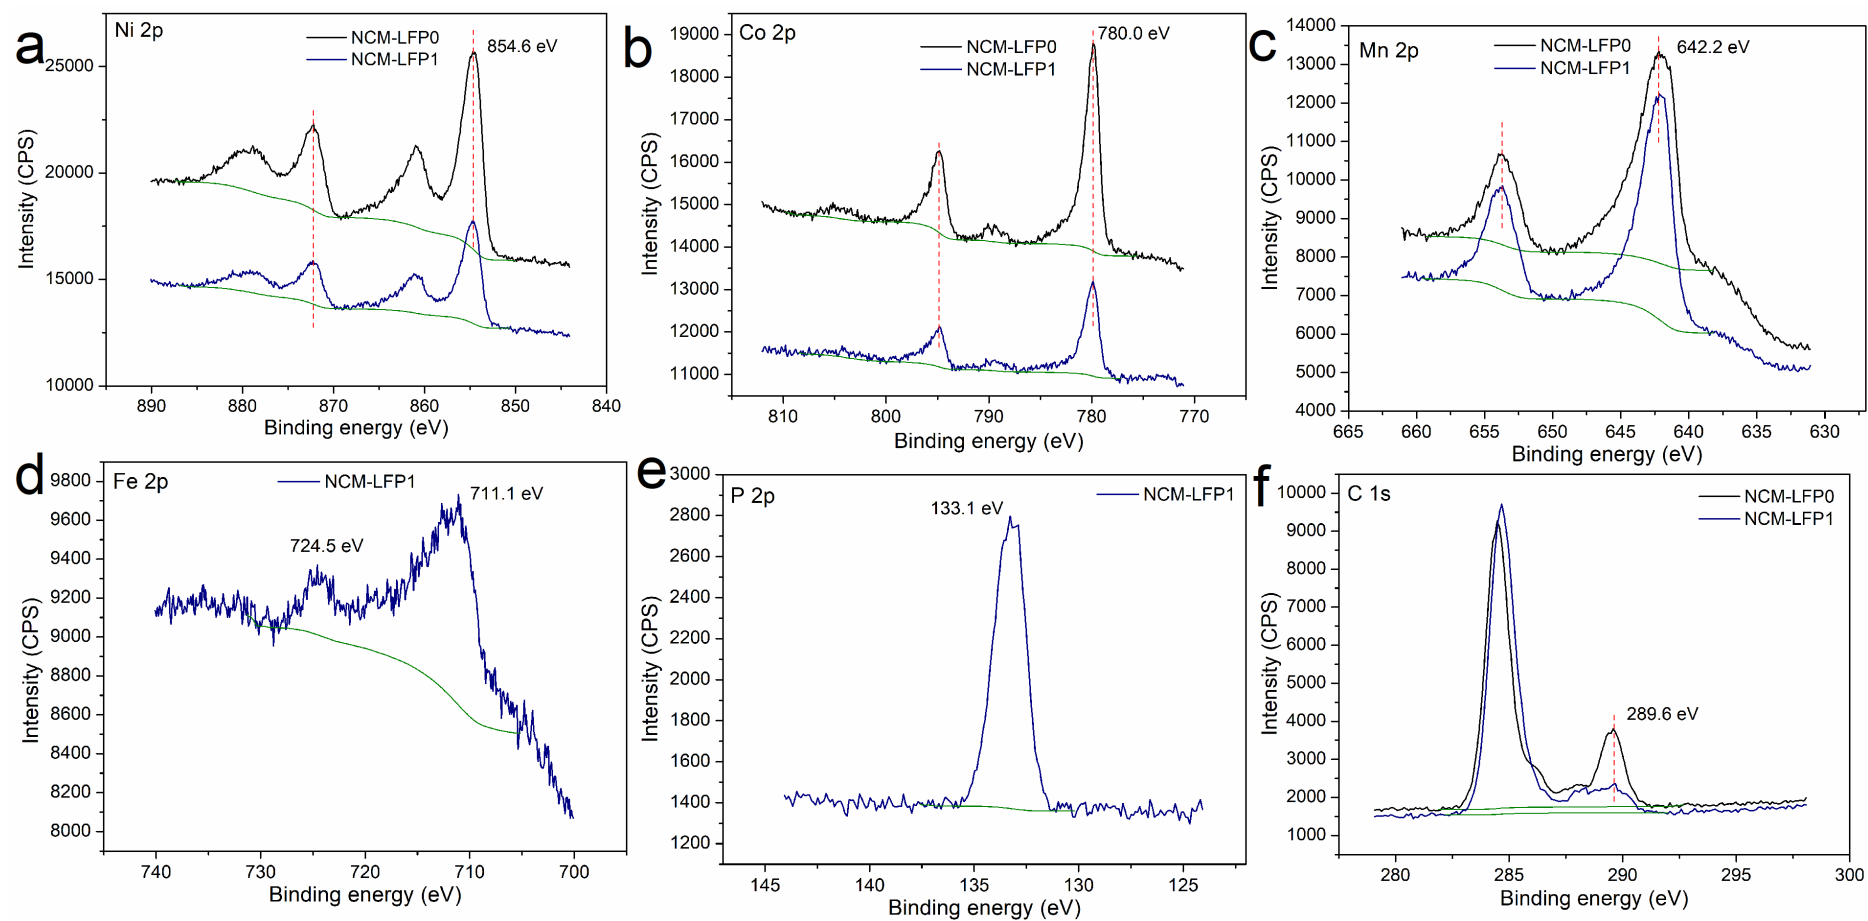 a
Ni 2p
NCM-LFP0
NCM-LFP1
854.6 eV
25000
20000
15000
10000
Intensity (CPS)
890 880 870 860 850 840
Binding energy (eV)
b
Co 2p
NCM-LFP0
NCM-LFP1
780.0 eV
19000
18000
17000
16000
15000
14000
13000
12000
11000
Intensity (CPS)
810 800 790 780 770
Binding energy (eV)
c
Mn 2p
NCM-LFP0
NCM-LFP1
642.2 eV
14000
13000
12000
11000
10000
9000
8000
7000
6000
5000
4000
Intensity (CPS)
665 660 655 650 645 640 635 630
Binding energy (eV)
d
Fe 2p
NCM-LFP1
711.1 eV
724.5 eV
9800
9600
9400
9200
9000
8800
8600
8400
8200
8000
Intensity (CPS)
740 730 720 710 700
Binding energy (eV)
e
P 2p
NCM-LFP1
133.1 eV
3000
2800
2600
2400
2200
2000
1800
1600
1400
1200
Intensity (CPS)
145 140 135 130 125
Binding energy (eV)
f
C 1s
NCM-LFP0
NCM-LFP1
289.6 eV
10000
9000
8000
7000
6000
5000
4000
3000
2000
1000
Intensity (CPS)
280 285 290 295 300
Binding energy (eV)